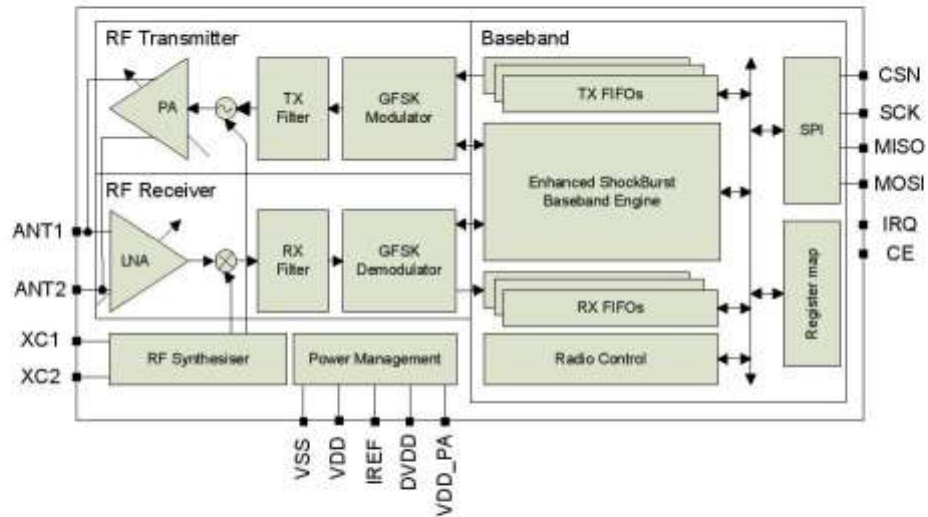 RF Transmitter
Baseband
PA
TX
Filter
GFSK
Modulator
TX FIFOs
SPI
CSN
SCK
MISO
MOSI
Enhanced ShockBurst
Baseband Engine
RF Receiver
ANT1
ANT2
LNA
RX
Filter
GFSK
Demodulator
RX FIFOs
Register map
IRQ
CE
XC1
XC2
RF Synthesiser
Power Management
Radio Control
VSS
VDD
IREF
DVDD
VDD_PA